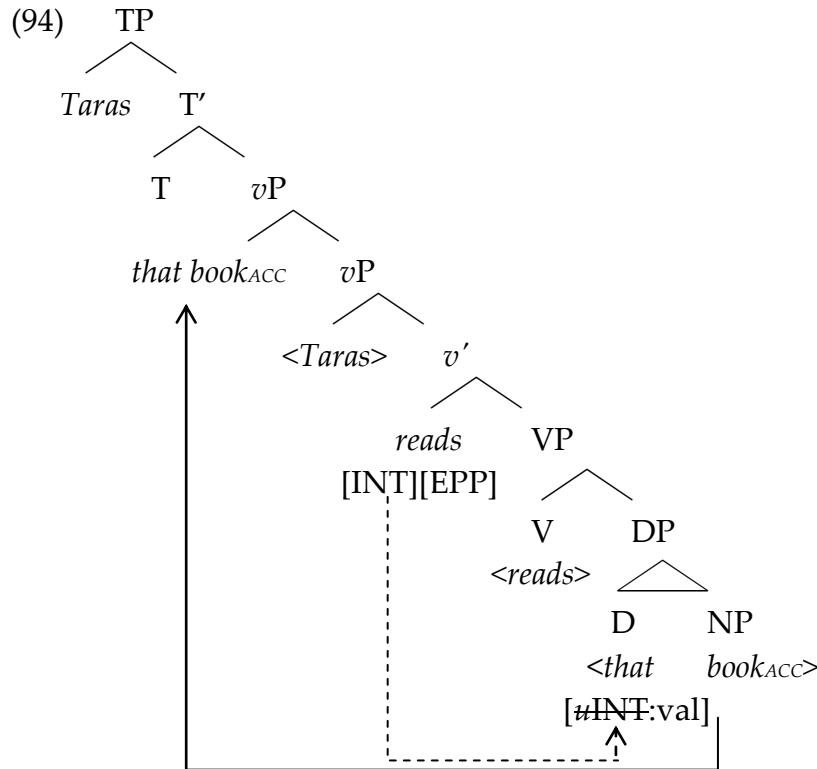 (94) TP
Taras T’
T vP
that bookACC vP
<Taras> v’
reads VP
[INT][EPP]
V DP
<reads>
D NP
<that bookACC>
[uINT:val]